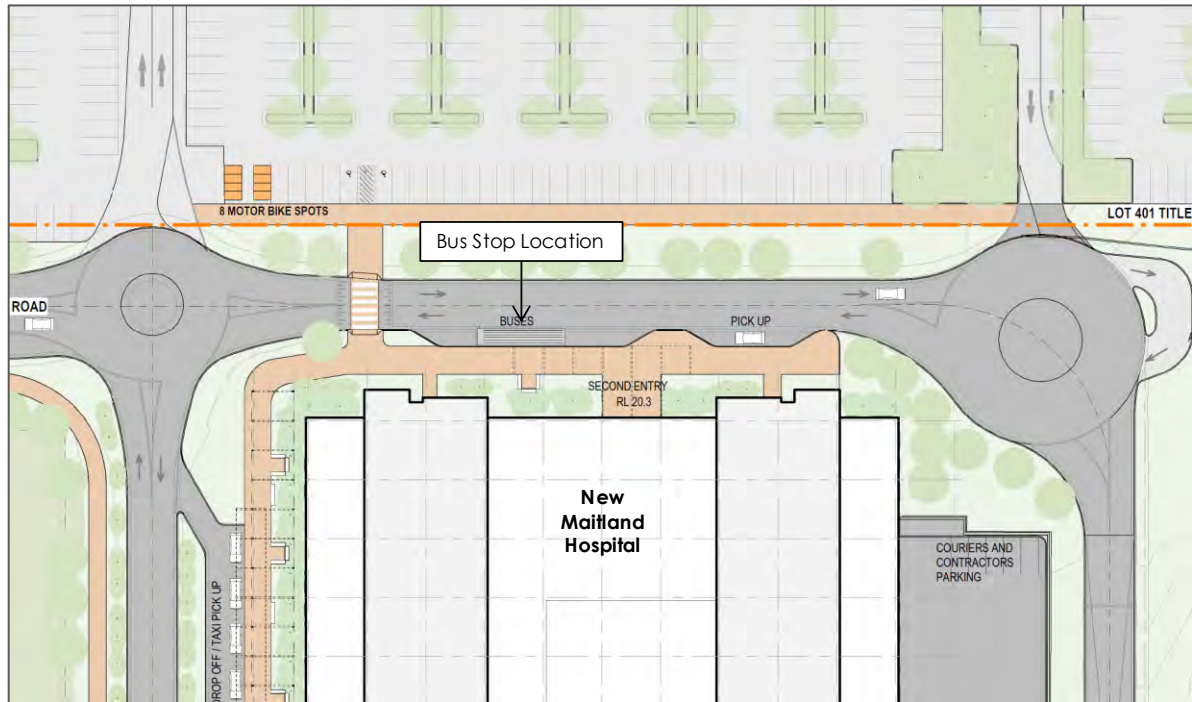 8 MOTOR BIKE SPOTS
LOT 401 TITLE
Bus Stop Location
ROAD
BUSES
PICK UP
SECOND ENTRY
RL 20.3
New
Maitland
Hospital
COURIERS AND
CONTRACTORS
PARKING
DROP OFF / TAXI PICK UP